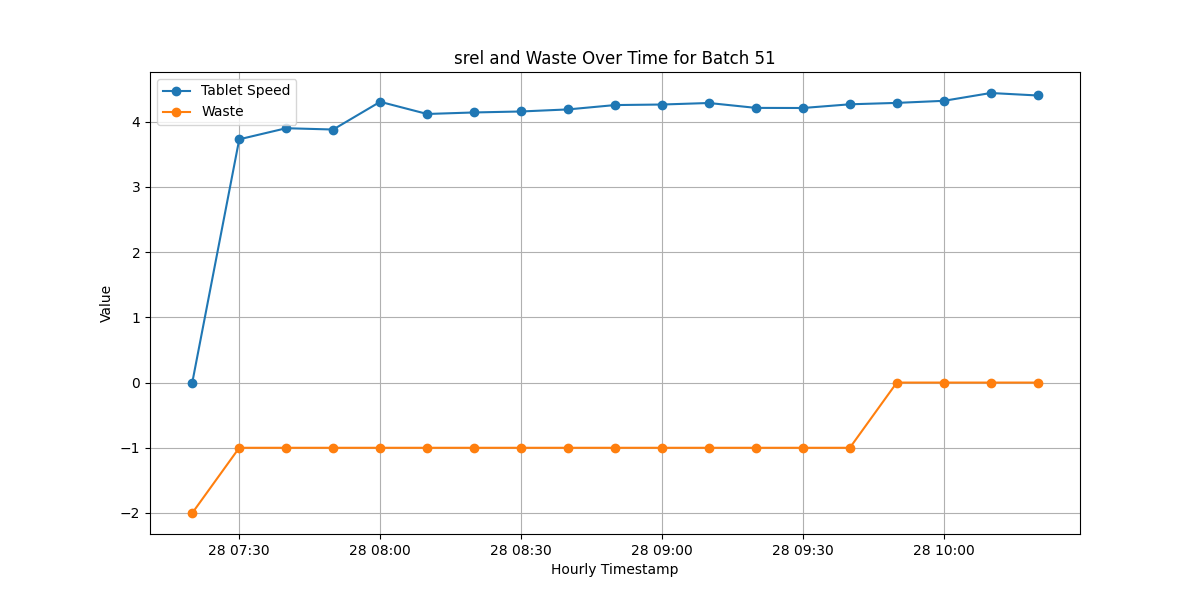 srel and Waste Over Time for Batch 51
Tablet Speed
Waste
4
3
2
1
0
−1
−2
Value
28 07:30 28 08:00 28 08:30 28 09:00 28 09:30 28 10:00
Hourly Timestamp